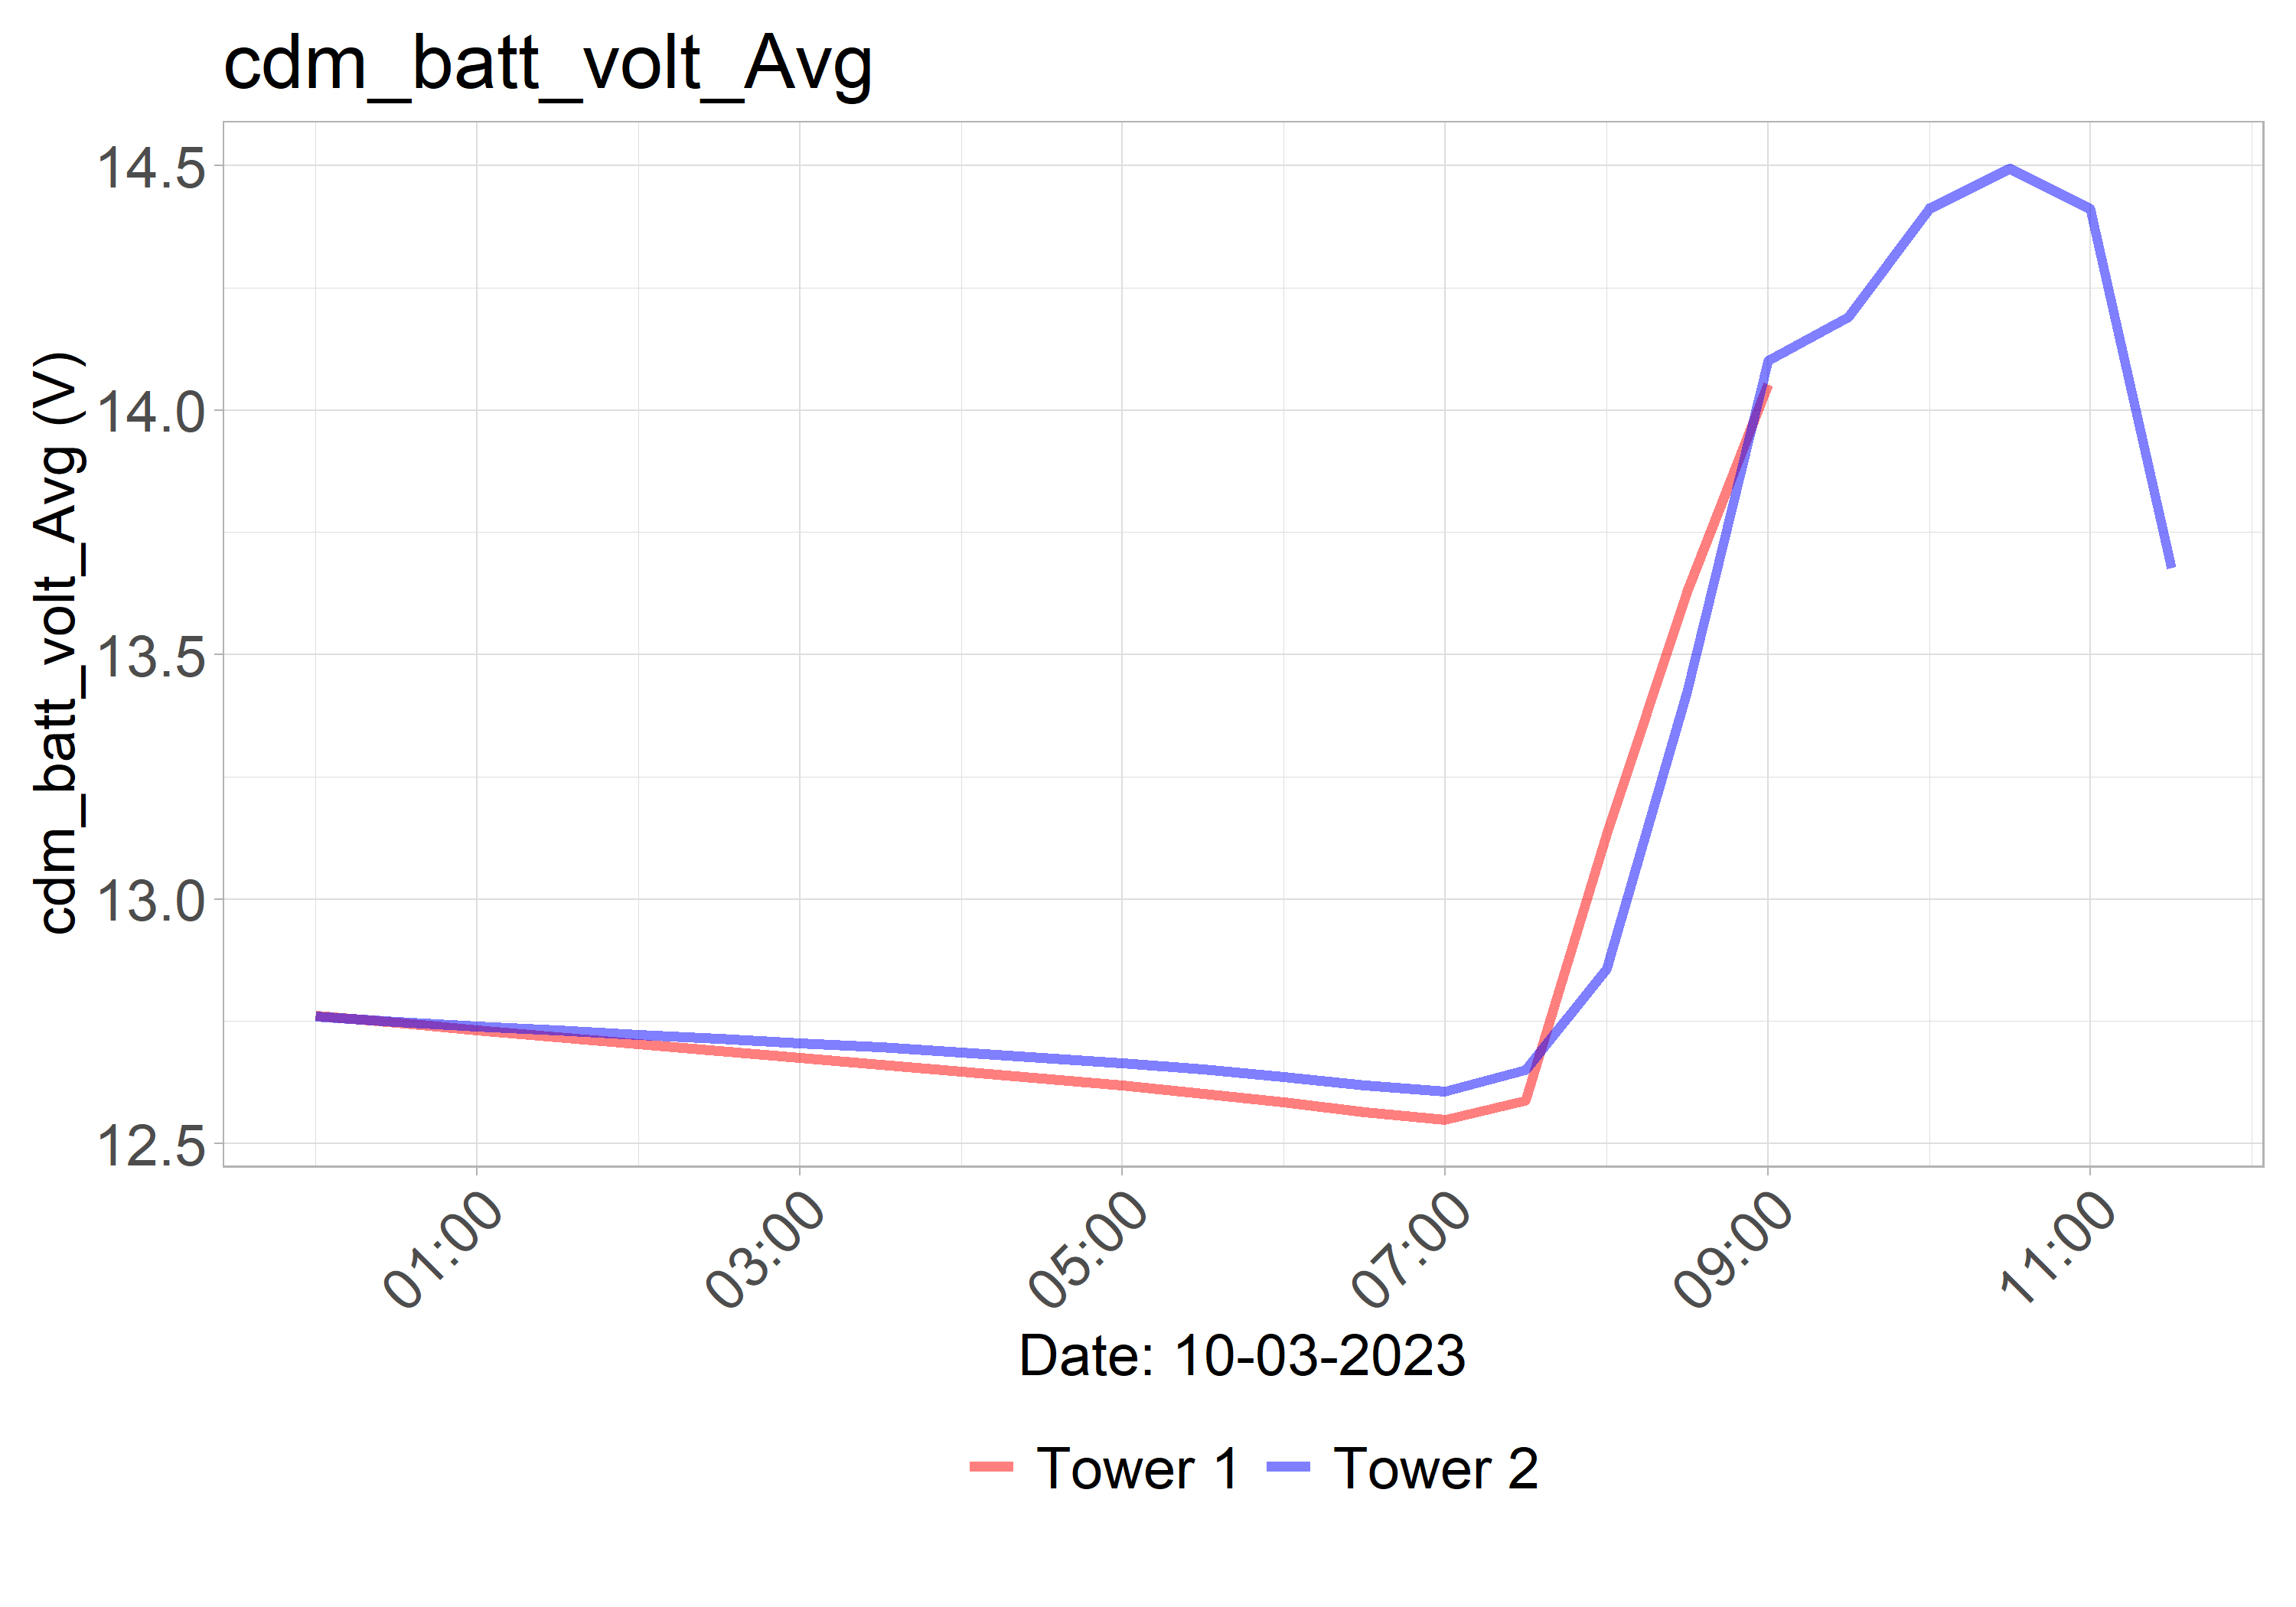 cdm_batt_volt_Avg
cdm_batt_volt_Avg (V)
14.5
14.0
13.5
13.0
12.5
01:00
03:00
05:00
07:00
09:00
11:00
Date: 10-03-2023
Tower 1
Tower 2